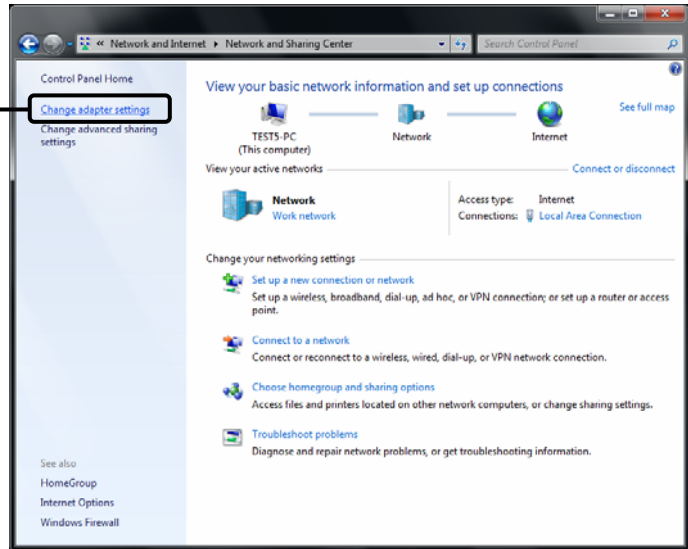 « Network and Internet ▸ Network and Sharing Center
Search Control Panel
Control Panel Home
Change adapter settings
Change advanced sharing
settings
View your basic network information and set up connections
See full map
TEST5-PC
(This computer)
Network
Internet
View your active networks
Connect or disconnect
Network
Work network
Access type: Internet
Connections: Local Area Connection
Change your networking settings
Set up a new connection or network
Set up a wireless, broadband, dial-up, ad hoc, or VPN connection; or set up a router or access
point.
Connect to a network
Connect or reconnect to a wireless, wired, dial-up, or VPN network connection.
Choose homegroup and sharing options
Access files and printers located on other network computers, or change sharing settings.
Troubleshoot problems
Diagnose and repair network problems, or get troubleshooting information.
See also
HomeGroup
Internet Options
Windows Firewall